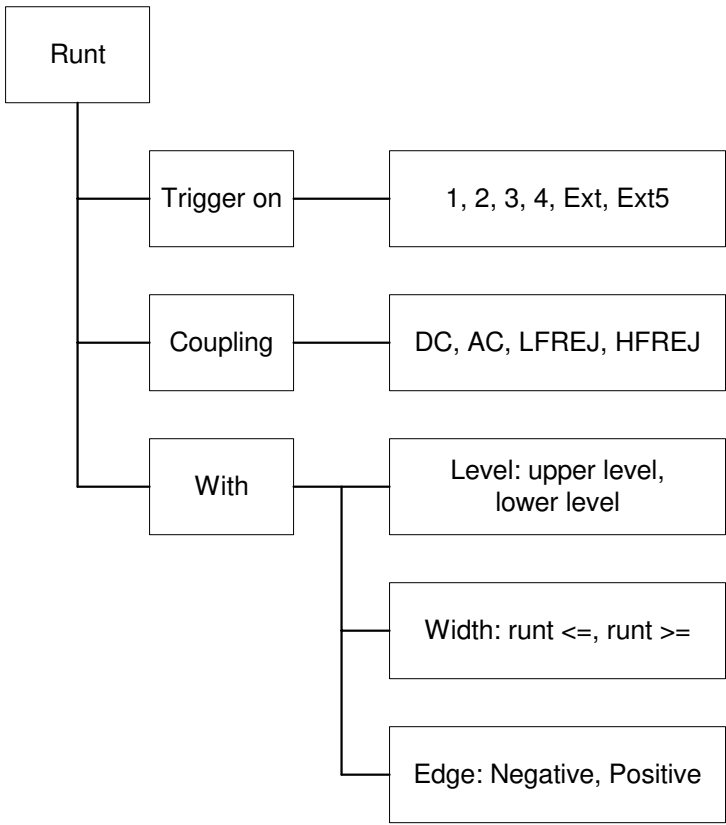 Runt
Trigger on
1, 2, 3, 4, Ext, Ext5
Coupling
DC, AC, LFREJ, HFREJ
With
Level: upper level,
lower level
Width: runt <=, runt >=
Edge: Negative, Positive